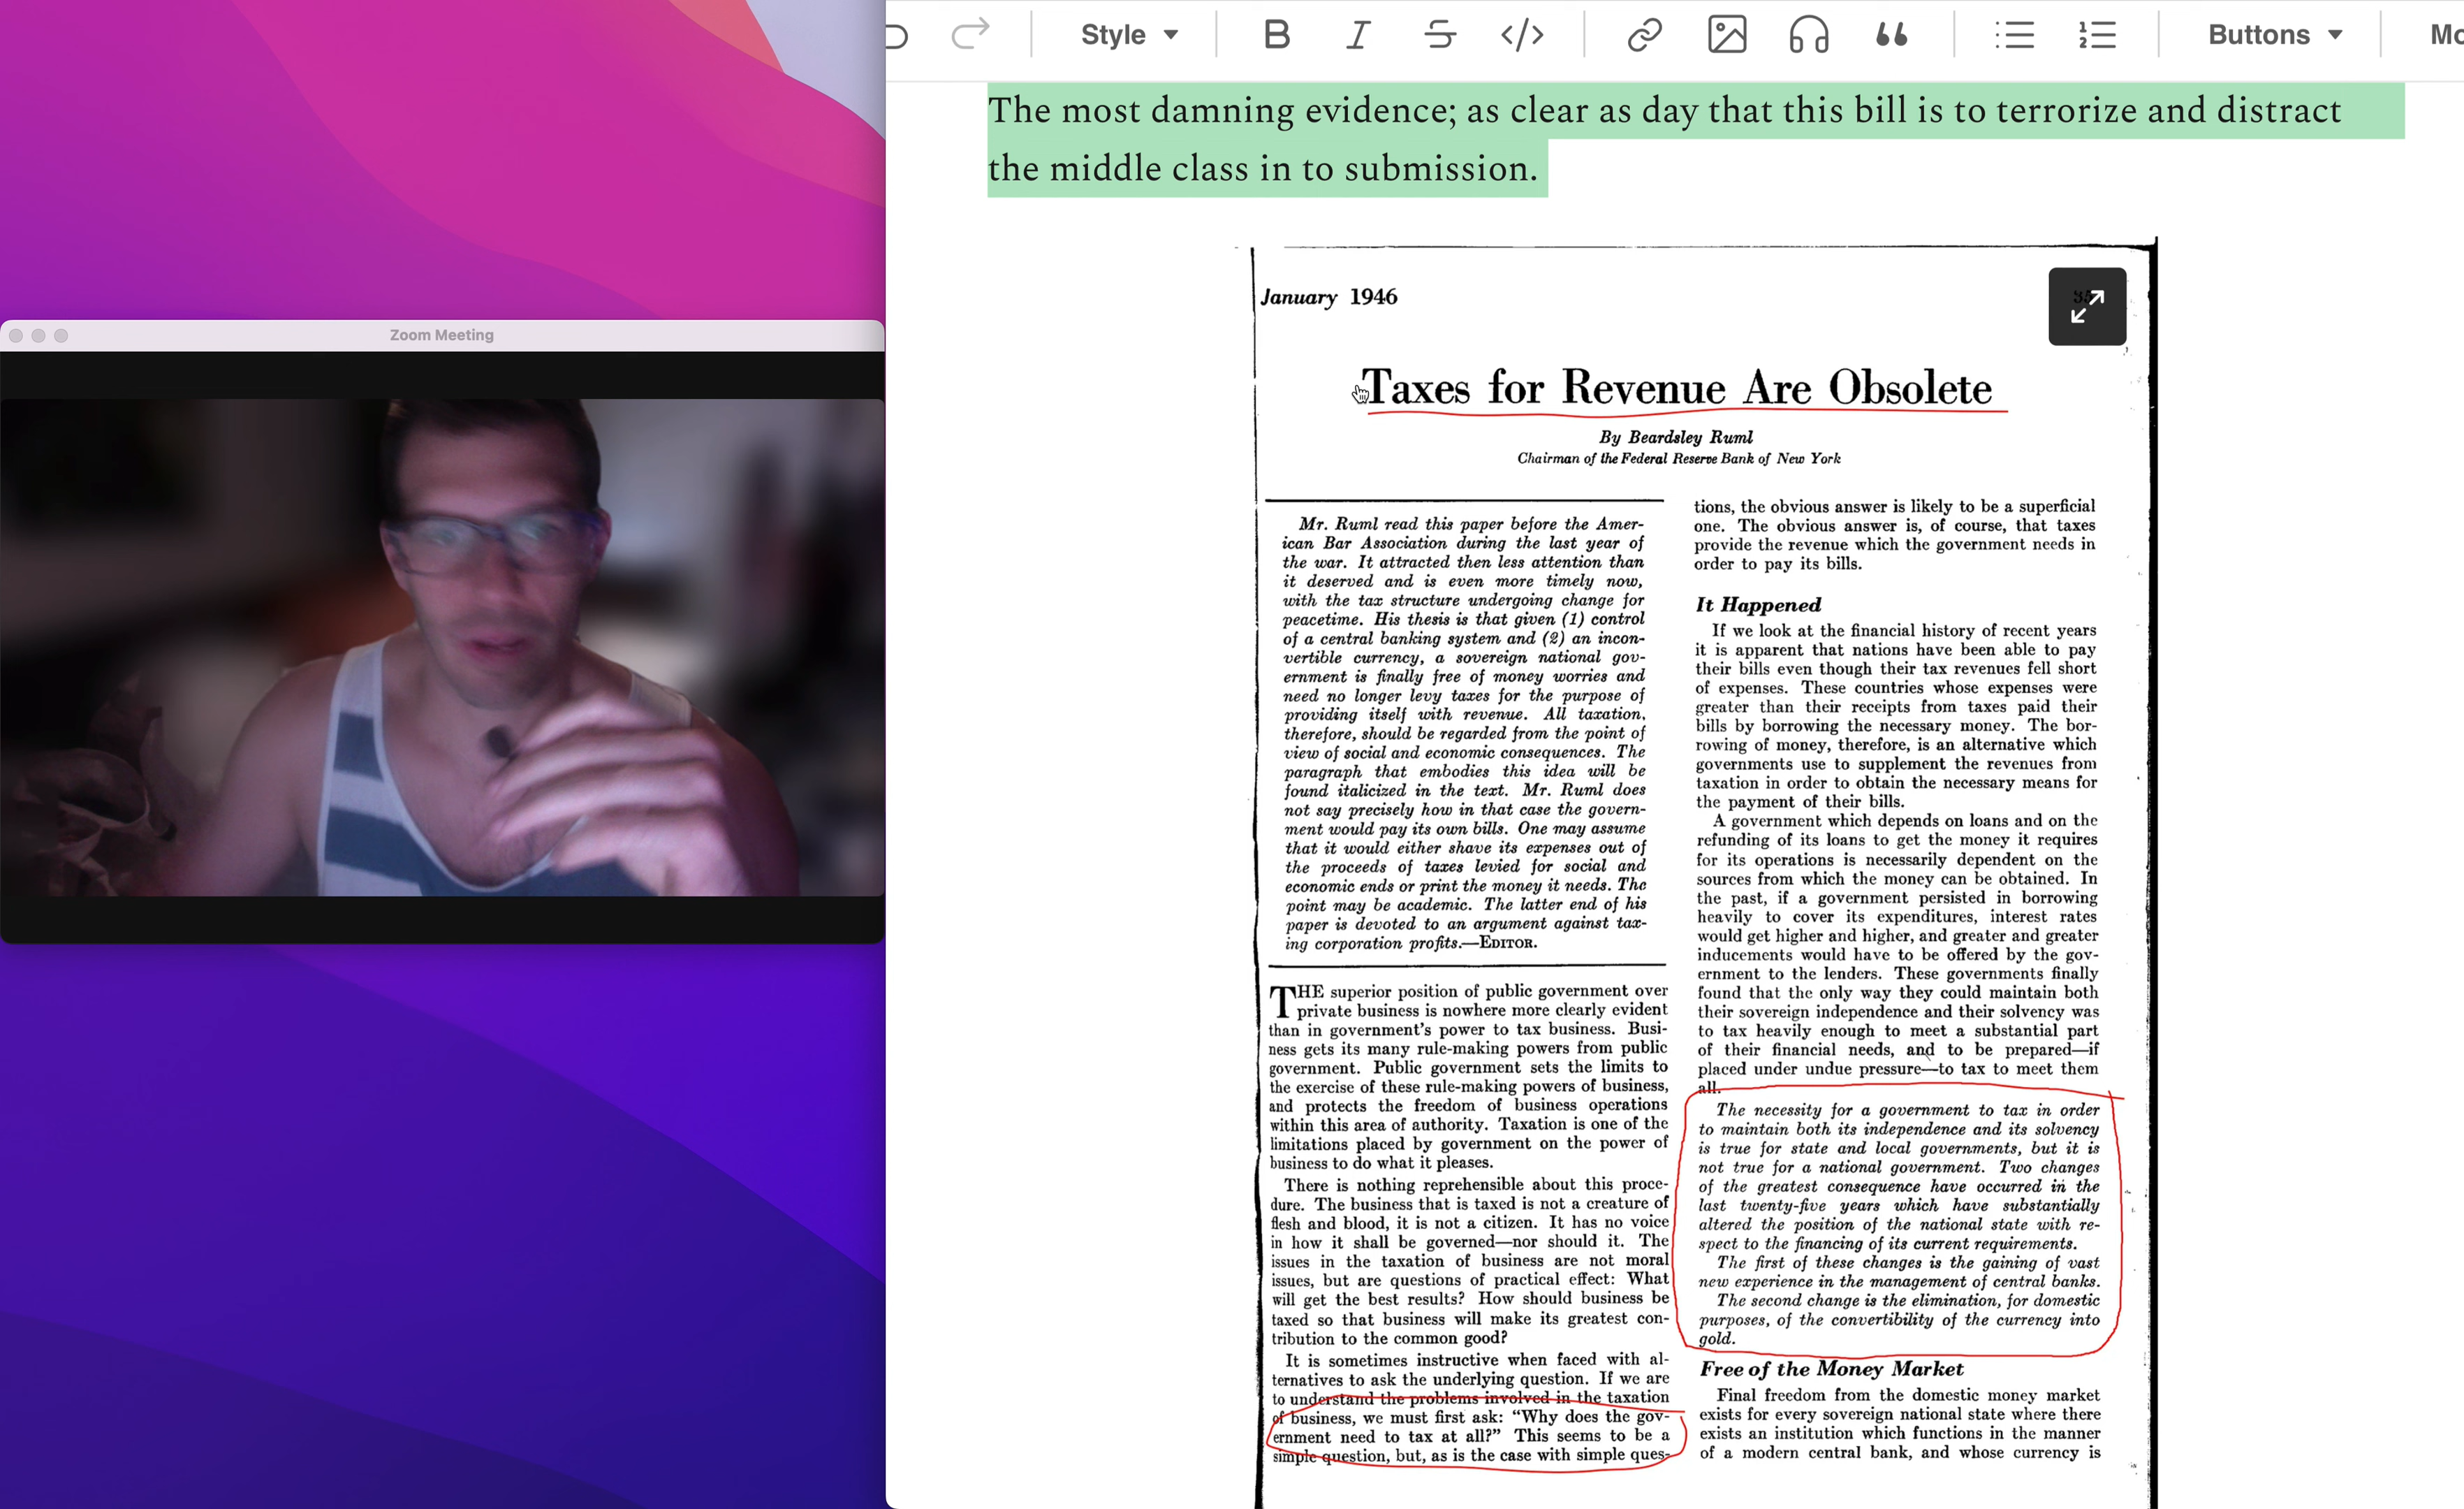 Style
Buttons
The most damning evidence; as clear as day that this bill is to terrorize and distract
the middle class in to submission.
Zoom Meeting
January 1946
Taxes for Revenue Are Obsolete
By Beardsley Ruml
Chairman of the Federal Reserve Bank of New York
Mr. Ruml read this paper before the Amer-
ican Bar Association during the last year of
the war. It attracted then less attention than
it deserved and is even more timely now,
with the tax structure undergoing change for
peacetime. His thesis is that given (1) control
of a central banking system and (2) an incon-
vertible currency, a sovereign national gov-
ernment is finally free of money worries and
need no longer levy taxes for the purpose of
providing itself with revenue. All taxation,
therefore, should be regarded from the point of
view of social and economic consequences. The
paragraph that embodies this idea will be
found italicized in the text. Mr. Ruml does
not say precisely how in that case the govern-
ment would pay its own bills. One may assume
that it would either shave its expenses out of
the proceeds of taxes levied for social and
economic ends or print the money it needs. The
point may be academic. The latter end of his
paper is devoted to an argument against tax-
ing corporation profits.—EDITOR.
THE superior position of public government over
private business is nowhere more clearly evident
than in government's power to tax business. Busi-
ness gets its many rule-making powers from public
government. Public government sets the limits to
the exercise of these rule-making powers of business,
and protects the freedom of business operations
within this area of authority. Taxation is one of the
limitations placed by government on the power of
business to do what it pleases.
There is nothing reprehensible about this proce-
dure. The business that is taxed is not a creature of
flesh and blood, it is not a citizen. It has no voice
in how it shall be governed—nor should it. The
issues in the taxation of business are not moral
issues, but are questions of practical effect: What
will get the best results? How should business be
taxed so that business will make its greatest con-
tribution to the common good?
It is sometimes instructive when faced with al-
ternatives to ask the underlying question. If we are
to understand the problems involved in the taxation
of business, we must first ask: "Why does the gov-
ernment need to tax at all?" This seems to be a
simple question, but, as is the case with simple ques-
tions, the obvious answer is likely to be a superficial
one. The obvious answer is, of course, that taxes
provide the revenue which the government needs in
order to pay its bills.
It Happened
If we look at the financial history of recent years
it is apparent that nations have been able to pay
their bills even though their tax revenues fell short
of expenses. These countries whose expenses were
greater than their receipts from taxes paid their
bills by borrowing the necessary money. The bor-
rowing of money, therefore, is an alternative which
governments use to supplement the revenues from
taxation in order to obtain the necessary means for
the payment of their bills.
A government which depends on loans and on the
refunding of its loans to get the money it requires
for its operations is necessarily dependent on the
sources from which the money can be obtained. In
the past, if a government persisted in borrowing
heavily to cover its expenditures, interest rates
would get higher and higher, and greater and greater
inducements would have to be offered by the gov-
ernment to the lenders. These governments finally
found that the only way they could maintain both
their sovereign independence and their solvency was
to tax heavily enough to meet a substantial part
of their financial needs, and to be prepared—if
placed under undue pressure—to tax to meet them
all.
The necessity for a government to tax in order
to maintain both its independence and its solvency
is true for state and local governments, but it is
not true for a national government. Two changes
of the greatest consequence have occurred in the
last twenty-five years which have substantially
altered the position of the national state with re-
spect to the financing of its current requirements.
The first of these changes is the gaining of vast
new experience in the management of central banks.
The second change is the elimination, for domestic
purposes, of the convertibility of the currency into
gold.
Free of the Money Market
Final freedom from the domestic money market
exists for every sovereign national state where there
exists an institution which functions in the manner
of a modern central bank, and whose currency is